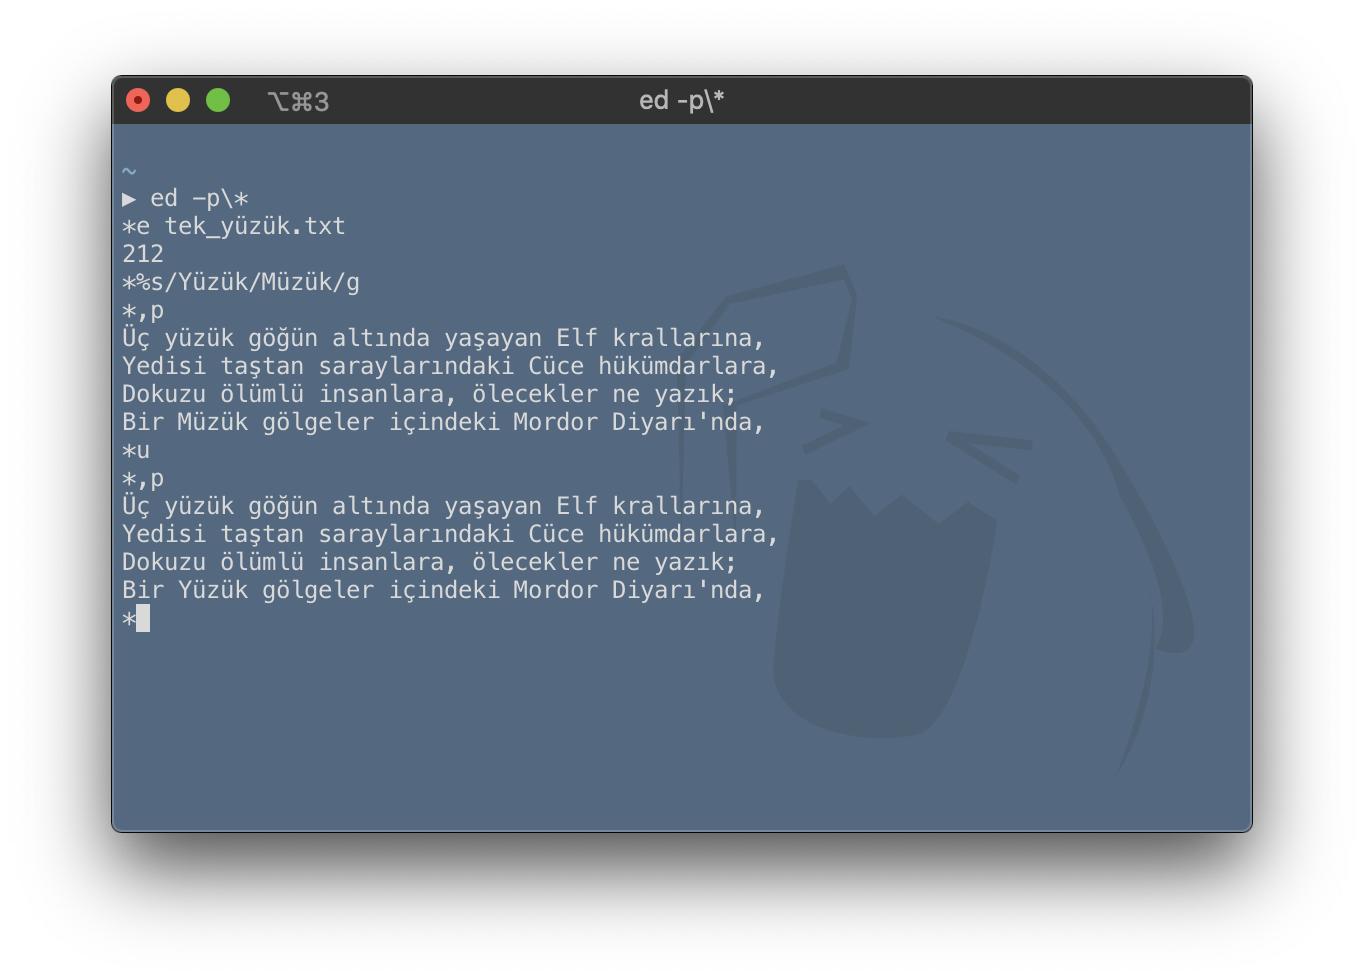 ⌥⌘3
ed -p\*
~
▶ ed -p\*
*e tek_yüzük.txt
212
*%s/Yüzük/Müzük/g
*,p
Üç yüzük göğün altında yaşayan Elf krallarına,
Yedisi taştan saraylarındaki Cüce hükümdarlara,
Dokuzu ölümlü insanlara, ölecekler ne yazık;
Bir Müzük gölgeler içindeki Mordor Diyarı'nda,
*u
*,p
Üç yüzük göğün altında yaşayan Elf krallarına,
Yedisi taştan saraylarındaki Cüce hükümdarlara,
Dokuzu ölümlü insanlara, ölecekler ne yazık;
Bir Yüzük gölgeler içindeki Mordor Diyarı'nda,
*